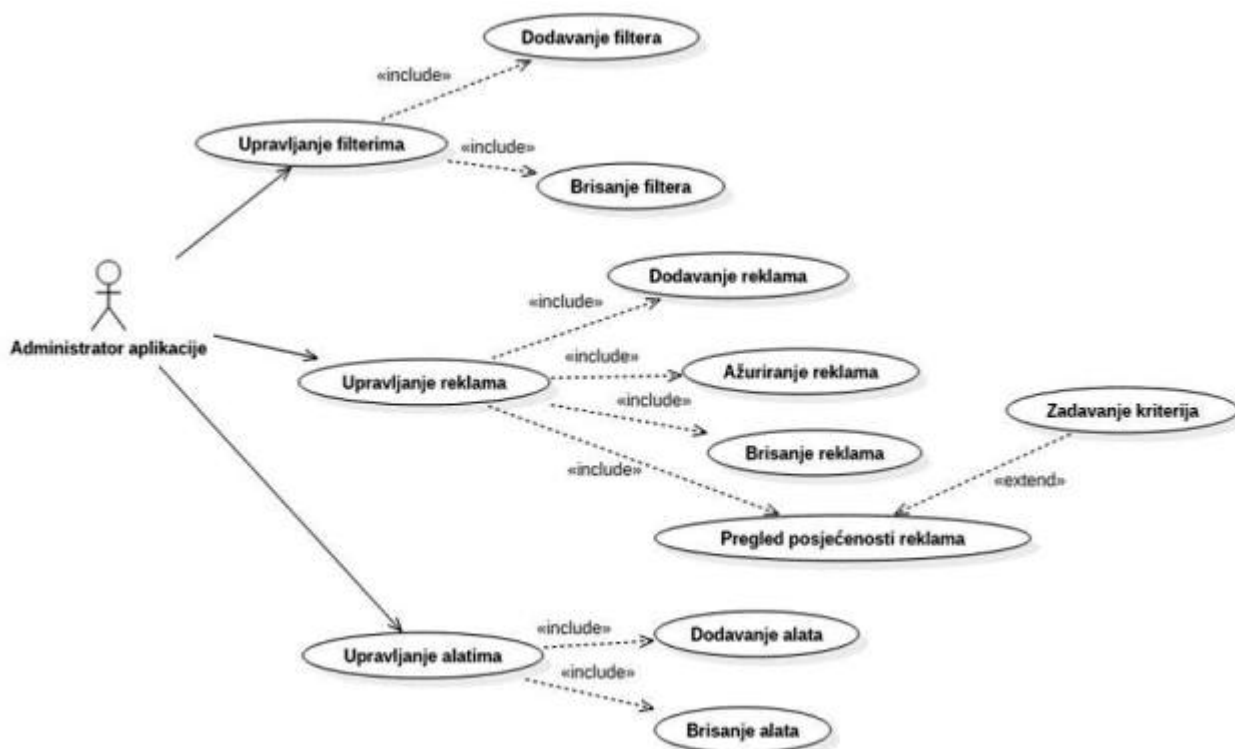 Dodavanje filtera
«include»
Upravljanje filterima
«include»
Brisanje filtera
Dodavanje reklama
«include»
Administrator aplikacije
«include»
Ažuriranje reklama
Upravljanje reklama
«include»
Zadavanje kriterija
Brisanje reklama
«include»
«extend»
Pregled posjećenosti reklama
«include»
Dodavanje alata
Upravljanje alatima
«include»
Brisanje alata